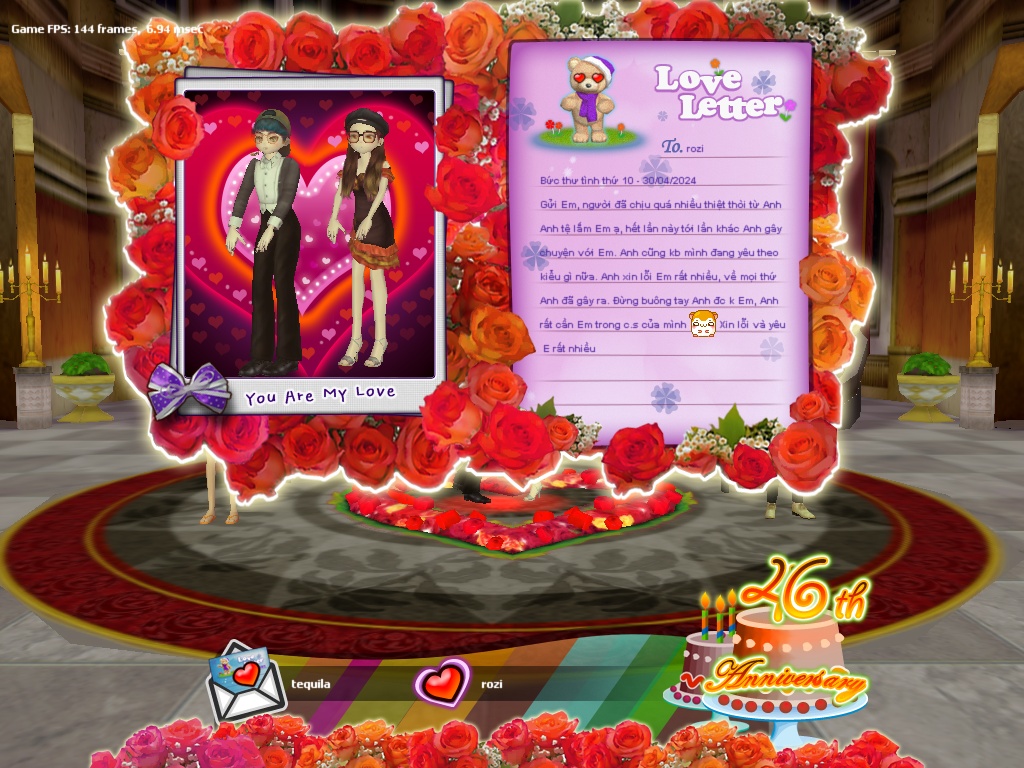 Game FPS: 144 frames, 6.94 msec
Love
Letter
To. rozi
Bức thư tình thứ 10 - 30/04/2024
Gửi Em, người đã chịu quá nhiều thiệt thòi từ Anh
Anh tệ lắm Em ạ, hết lần này tới lần khác Anh gây
chuyện với Em. Anh cũng kb mình đang yêu theo
kiểu gì nữa. Anh xin lỗi Em rất nhiều, về mọi thứ
Anh đã gây ra. Đừng buông tay Anh đc k Em, Anh
rất cần Em trong c.s của mình Xin lỗi và yêu
E rất nhiều
You Are My Love
26th
Anniversary
tequila
rozi